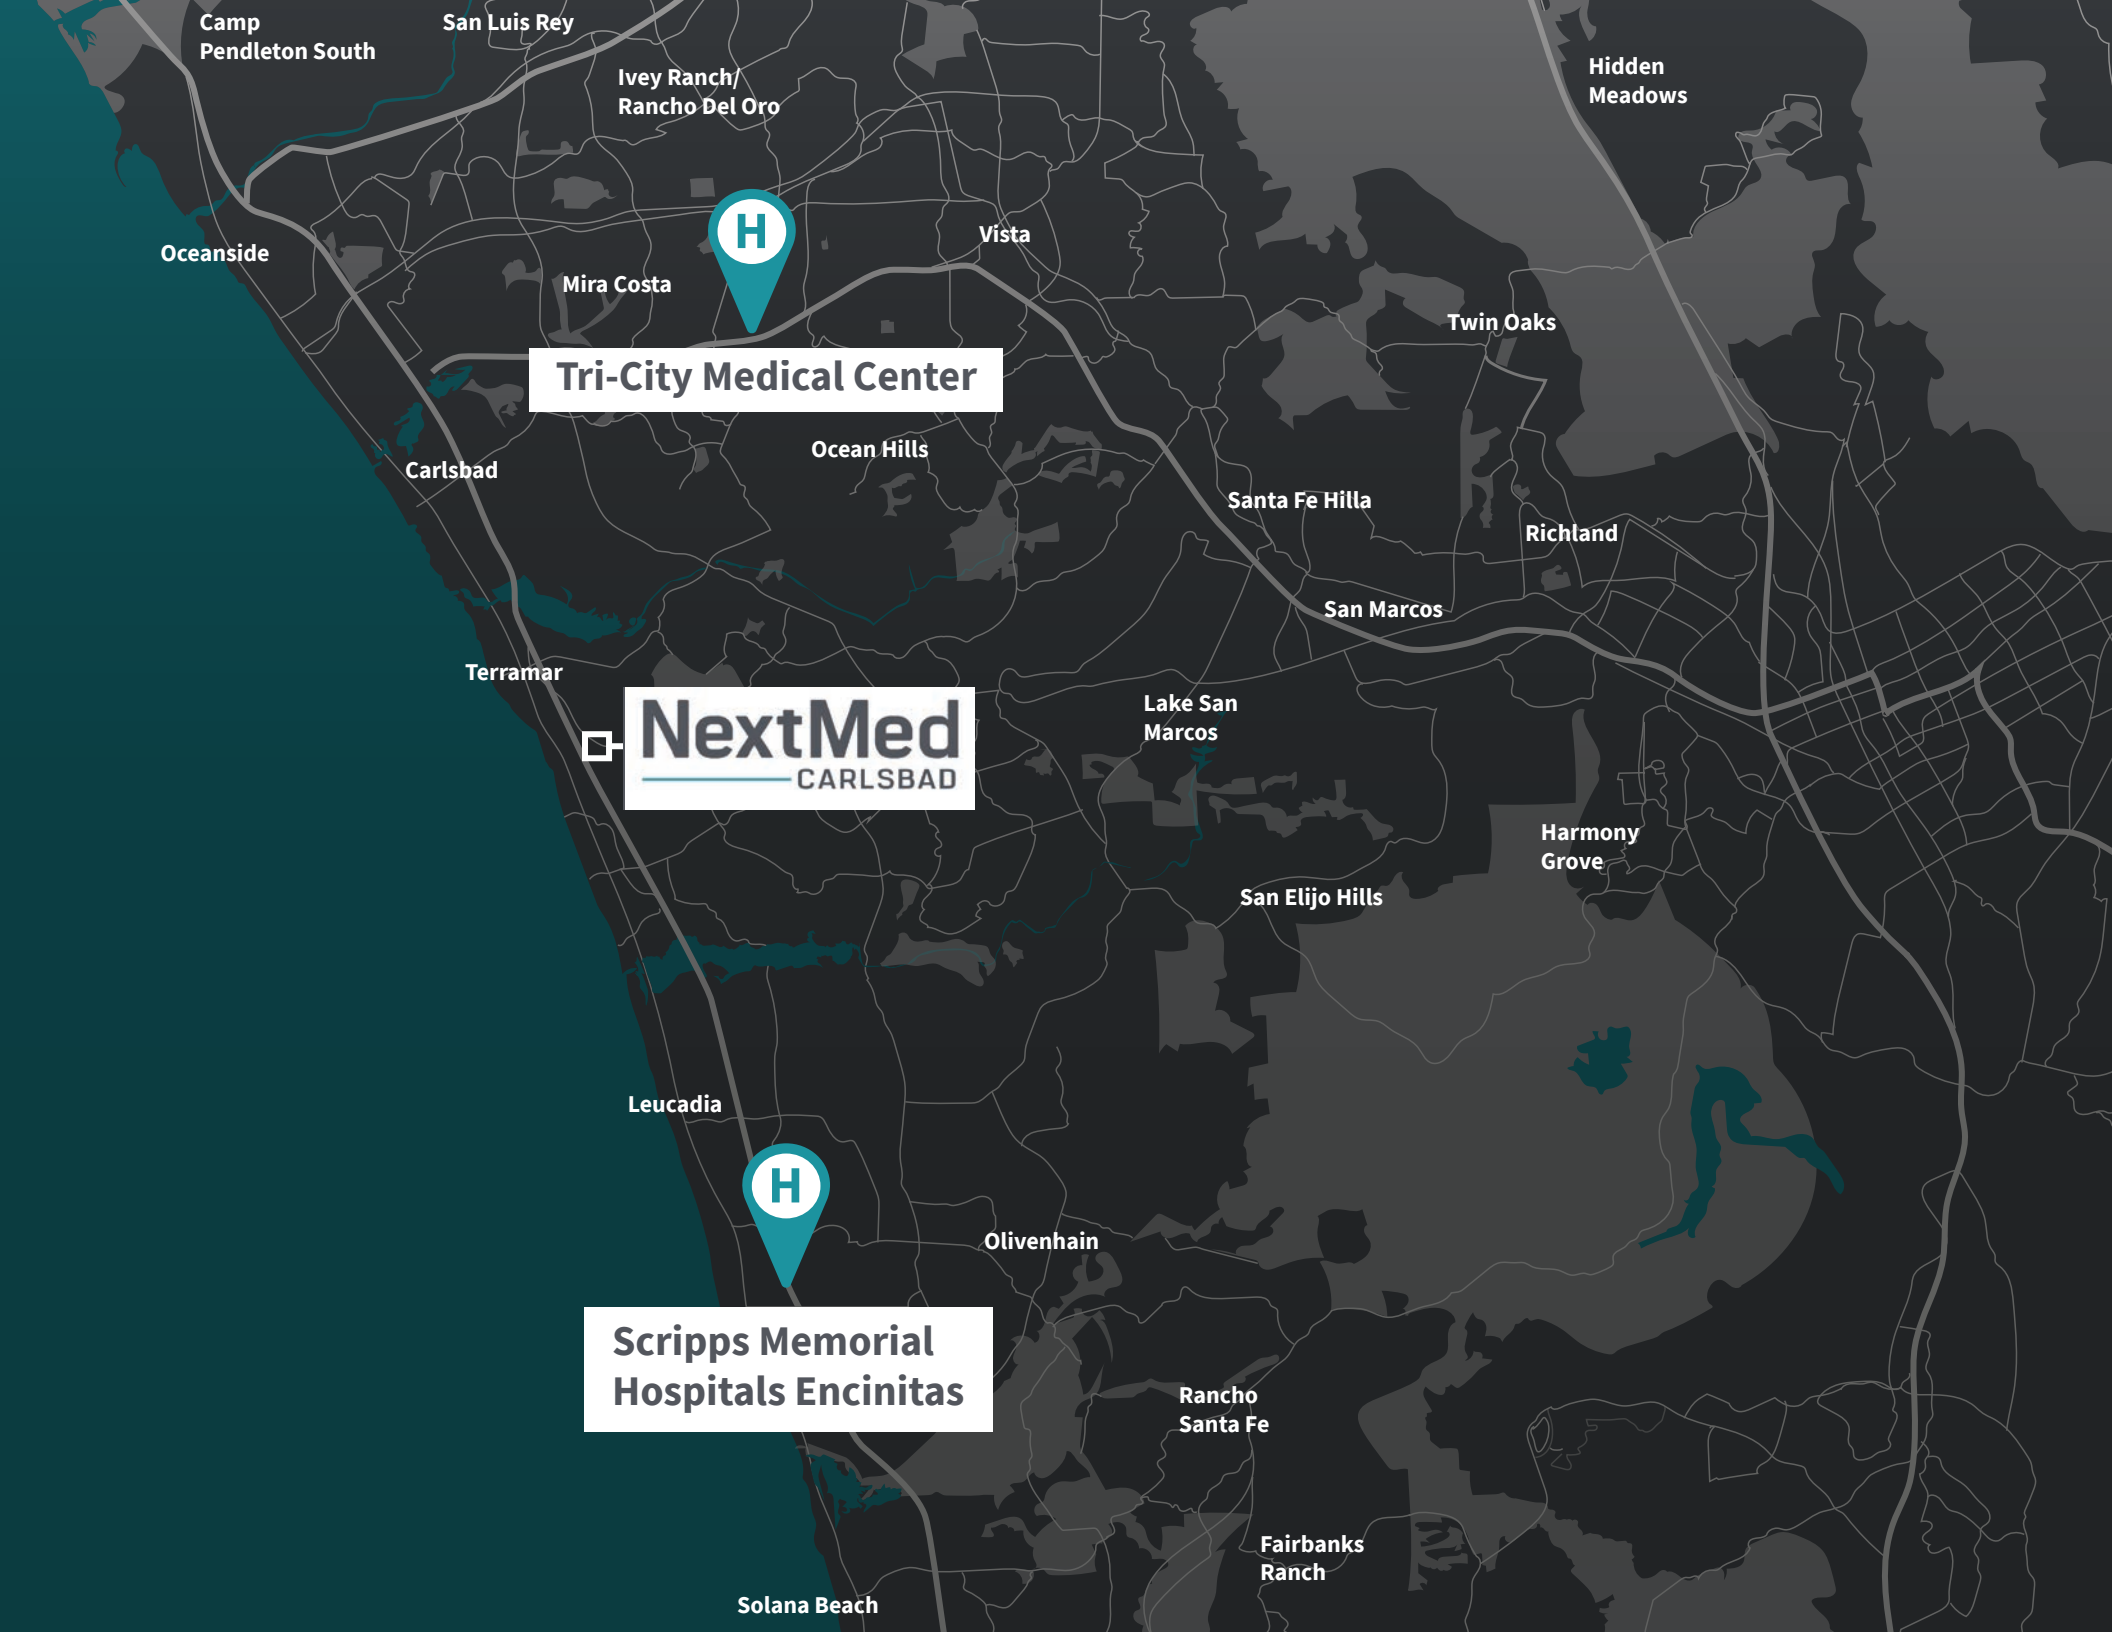 Camp
Pendleton South
San Luis Rey
Ivey Ranch/
Rancho Del Oro
Hidden
Meadows
H
Vista
Oceanside
Mira Costa
Twin Oaks
Tri-City Medical Center
Ocean Hills
Carlsbad
Santa Fe Hilla
Richland
San Marcos
Terramar
NextMed
CARLSBAD
Lake San
Marcos
Harmony
Grove
San Elijo Hills
Leucadia
H
Olivenhain
Scripps Memorial
Hospitals Encinitas
Rancho
Santa Fe
Fairbanks
Ranch
Solana Beach